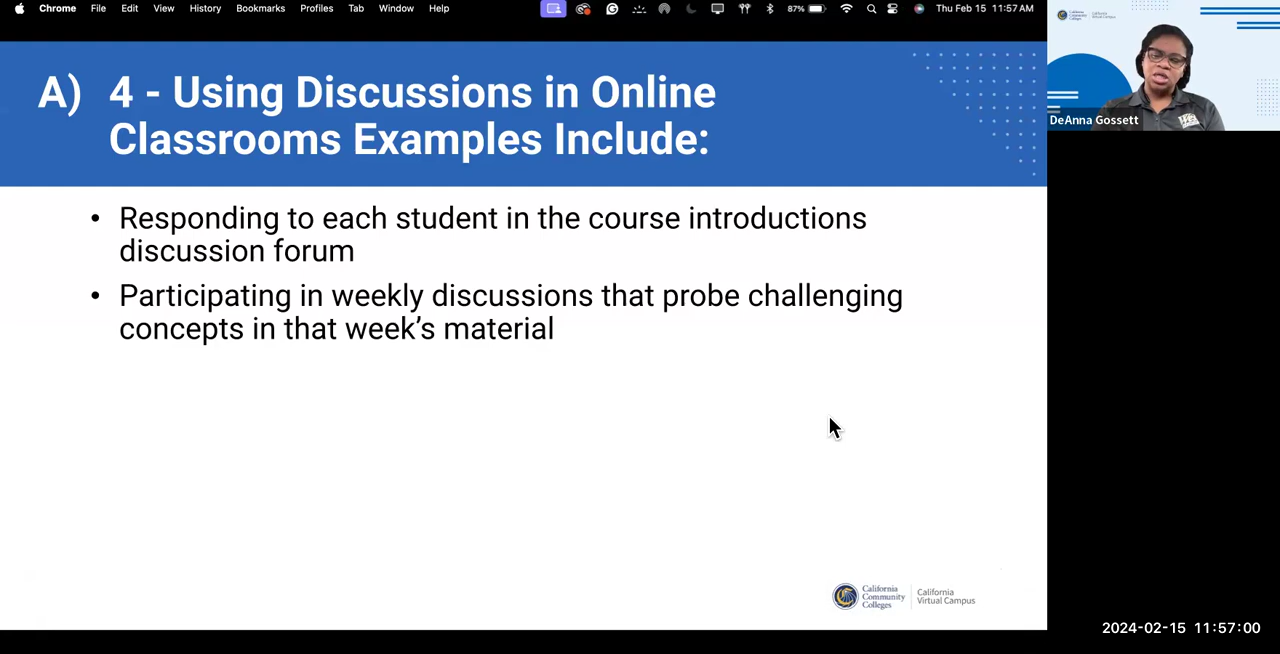 Chrome File Edit View History Bookmarks Profiles Tab Window Help 87% Thu Feb 15 11:57 AM
A) 4 - Using Discussions in Online
Classrooms Examples Include:
DeAnna Gossett
• Responding to each student in the course introductions
discussion forum
• Participating in weekly discussions that probe challenging
concepts in that week's material
California
Community
Colleges
California
Virtual Campus
2024-02-15 11:57:00